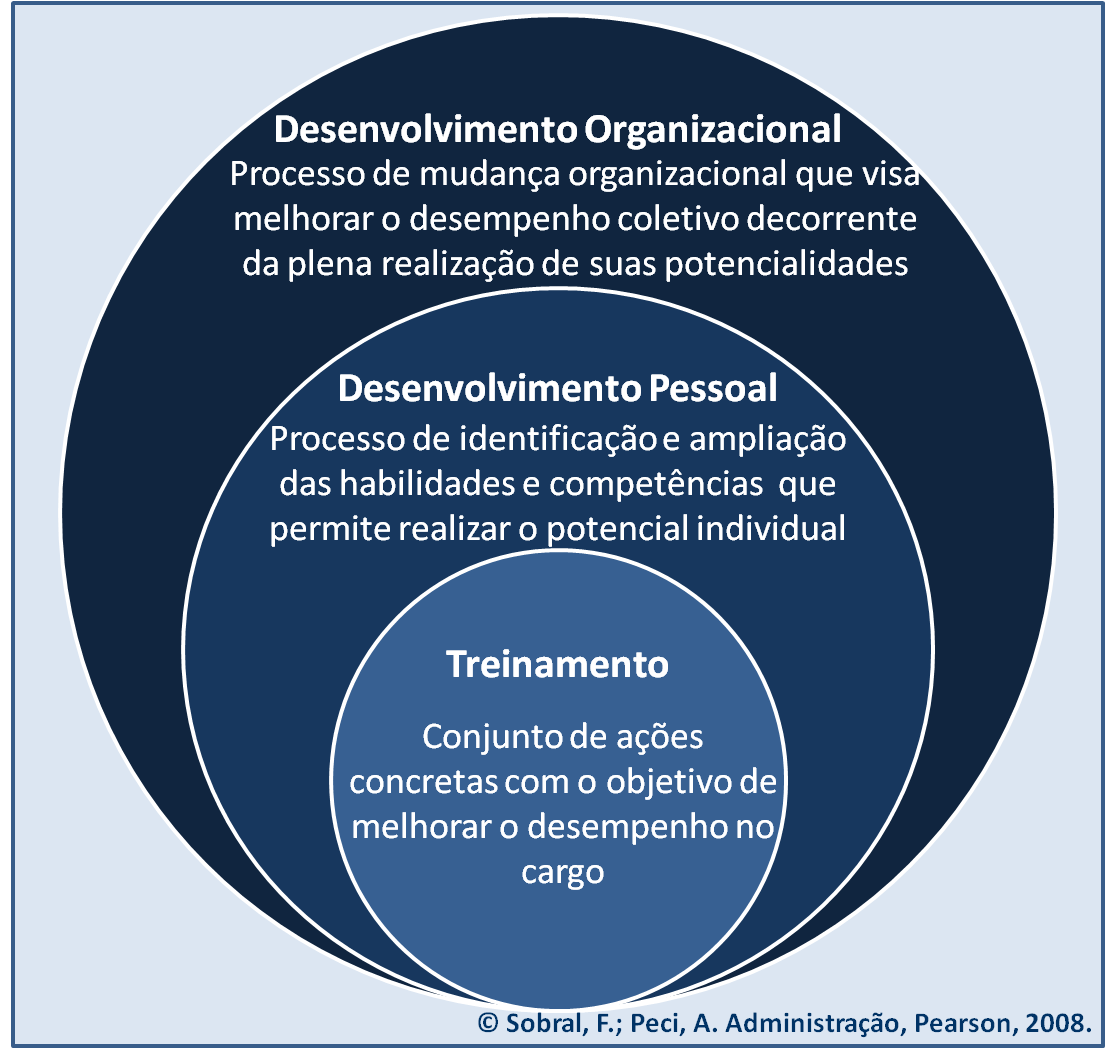 Desenvolvimento Organizacional
Processo de mudança organizacional que visa
melhorar o desempenho coletivo decorrente
da plena realização de suas potencialidades
Desenvolvimento Pessoal
Processo de identificação e ampliação
das habilidades e competências  que
permite realizar o potencial individual
Treinamento
Conjunto de ações
concretas com o objetivo de
melhorar o desempenho no
cargo
© Sobral, F.; Peci, A. Administração, Pearson, 2008.